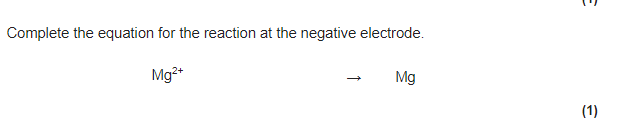 Complete the equation for the reaction at the negative electrode.
Mg²⁺ → Mg
(1)